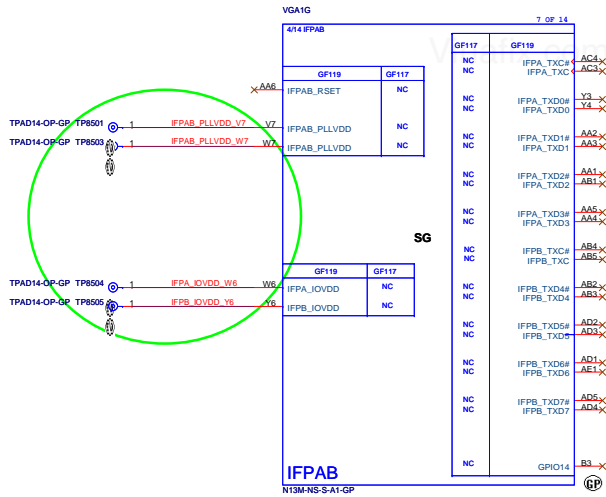 VGA1G
7 OF 14
4/14 IFPAB
GF117 GF119
NC IFPA_TXC# AC4
IFPA_TXC AC3
NC
GF119 GF117
AA6 IFPAB_RSET NC
NC IFPA_TXD0# Y3
NC IFPA_TXD0 Y4
TPAD14-OP-GP TP8501 1 IFPAB_PLLVDD_V7 V7 IFPAB_PLLVDD NC
TPAD14-OP-GP TP8503 1 IFPAB_PLLVDD_W7 W7 IFPAB_PLLVDD NC
NC IFPA_TXD1# AA2
NC IFPA_TXD1 AA3
NC IFPA_TXD2# AA1
NC IFPA_TXD2 AB1
NC IFPA_TXD3# AA5
NC IFPA_TXD3 AA4
SG
NC IFPB_TXC# AB4
NC IFPB_TXC AB5
GF119 GF117
TPAD14-OP-GP TP8504 1 IFPA_IOVDD_W6 W6 IFPA_IOVDD NC
TPAD14-OP-GP TP8505 1 IFPB_IOVDD_Y6 Y6 IFPB_IOVDD NC
NC IFPB_TXD4# AB2
NC IFPB_TXD4 AB3
NC IFPB_TXD5# AD2
NC IFPB_TXD5 AD3
NC IFPB_TXD6# AD1
NC IFPB_TXD6 AE1
NC IFPB_TXD7# AD5
NC IFPB_TXD7 AD4
NC GPIO14 B3
IFPAB
GP
N13M-NS-S-A1-GP